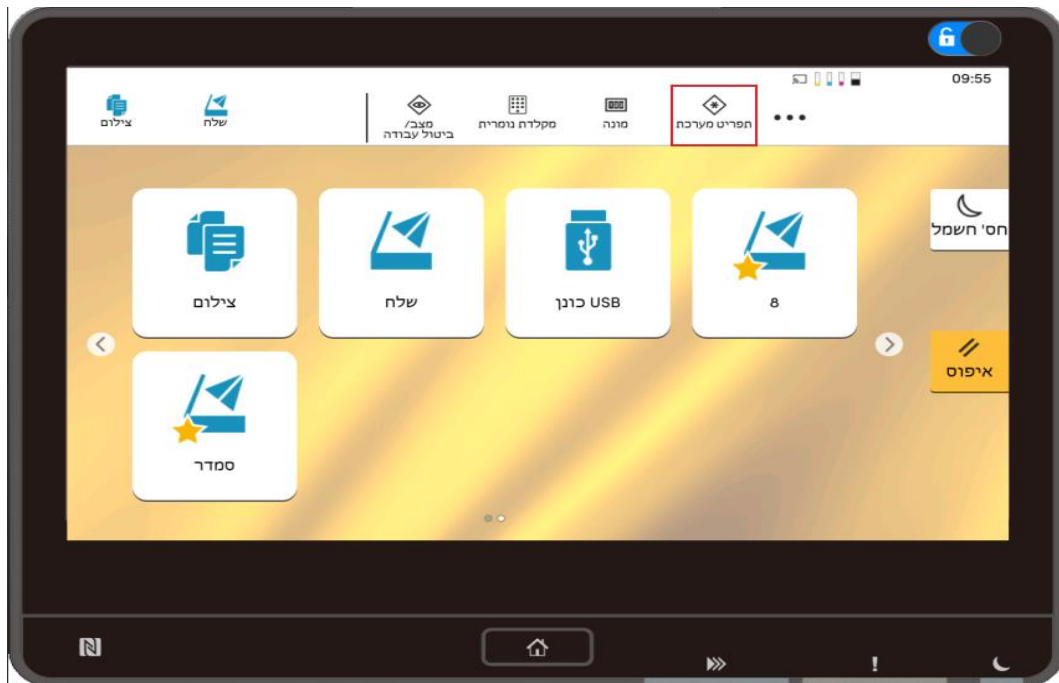 09:55
צילום
שלח
מצב/
ביטול עבודה
מקלדת נומרית
מונה
תפריט מערכת
חס' חשמל
צילום
שלח
כונן USB
8
איפוס
סמדר